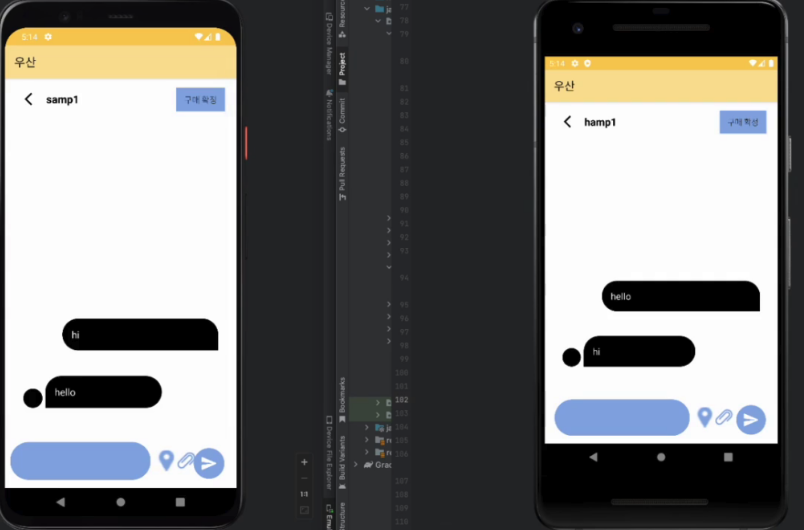 5:14
우산
samp1
구매 확정
hi
hello
Device Manager
Notifications
Device File Explorer
Emul
Resource
Project
Commit
Pull Requests
Bookmarks
Build Variants
Structure
+
-
1:1
ja
Grad
77
78
79
80
81
82
83
84
85
86
87
88
89
90
91
92
93
94
95
96
97
98
99
100
101
102
103
104
105
106
107
108
109
110
5:14
우산
hamp1
구매 확정
hello
hi